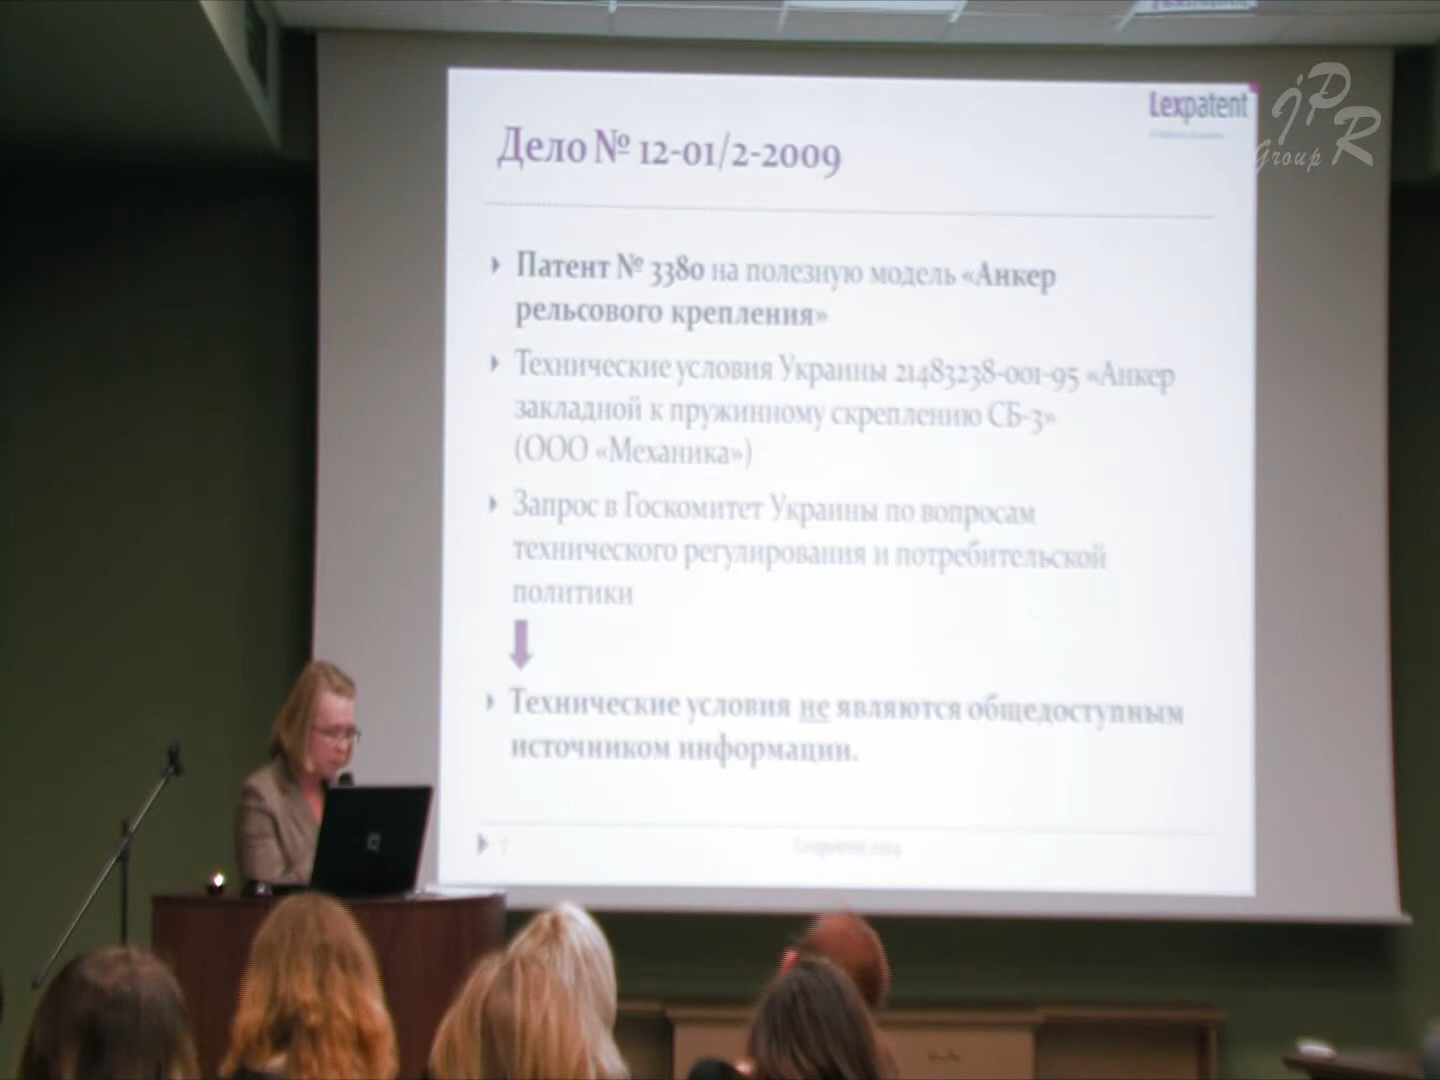 Lexpatent
jPR
Group
Дело № 12-01/2-2009
Патент № 3380 на полезную модель «Анкер
рельсового крепления»
Технические условия Украины 21483238-001-95 «Анкер
закладной к пружинному скреплению СБ-3»
(ООО «Механика»)
Запрос в Госкомитет Украины по вопросам
технического регулирования и потребительской
политики
Технические условия не являются общедоступным
источником информации.